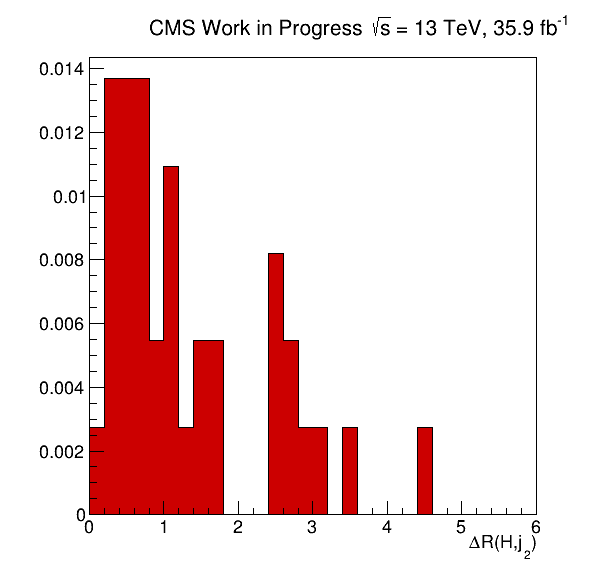 CMS Work in Progress √s = 13 TeV, 35.9 fb⁻¹
0.014
0.012
0.01
0.008
0.006
0.004
0.002
0
0 1 2 3 4 5 6
ΔR(H,j₂)